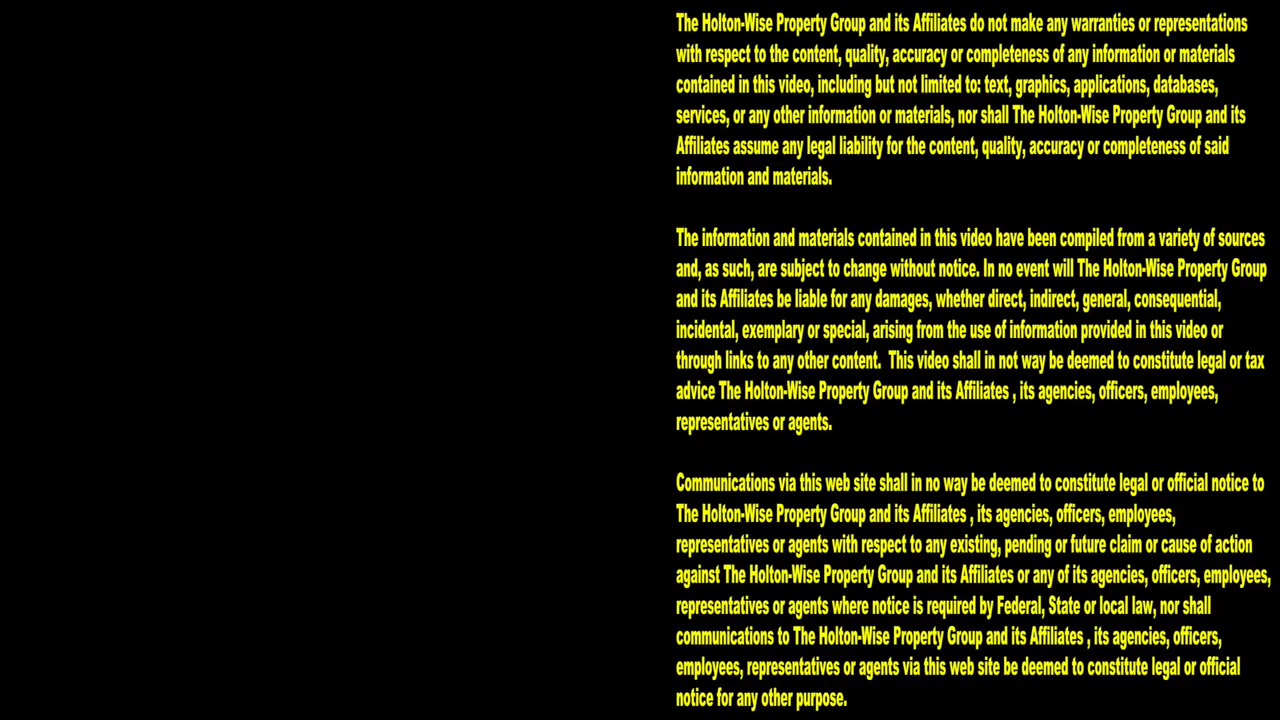 The Holton-Wise Property Group and its Affiliates do not make any warranties or representations
with respect to the content, quality, accuracy or completeness of any information or materials
contained in this video, including but not limited to: text, graphics, applications, databases,
services, or any other information or materials, nor shall The Holton-Wise Property Group and its
Affiliates assume any legal liability for the content, quality, accuracy or completeness of said
information and materials.
The information and materials contained in this video have been compiled from a variety of sources
and, as such, are subject to change without notice. In no event will The Holton-Wise Property Group
and its Affiliates be liable for any damages, whether direct, indirect, general, consequential,
incidental, exemplary or special, arising from the use of information provided in this video or
through links to any other content.  This video shall in not way be deemed to constitute legal or tax
advice The Holton-Wise Property Group and its Affiliates , its agencies, officers, employees,
representatives or agents.
Communications via this web site shall in no way be deemed to constitute legal or official notice to
The Holton-Wise Property Group and its Affiliates , its agencies, officers, employees,
representatives or agents with respect to any existing, pending or future claim or cause of action
against The Holton-Wise Property Group and its Affiliates or any of its agencies, officers, employees,
representatives or agents where notice is required by Federal, State or local law, nor shall
communications to The Holton-Wise Property Group and its Affiliates , its agencies, officers,
employees, representatives or agents via this web site be deemed to constitute legal or official
notice for any other purpose.